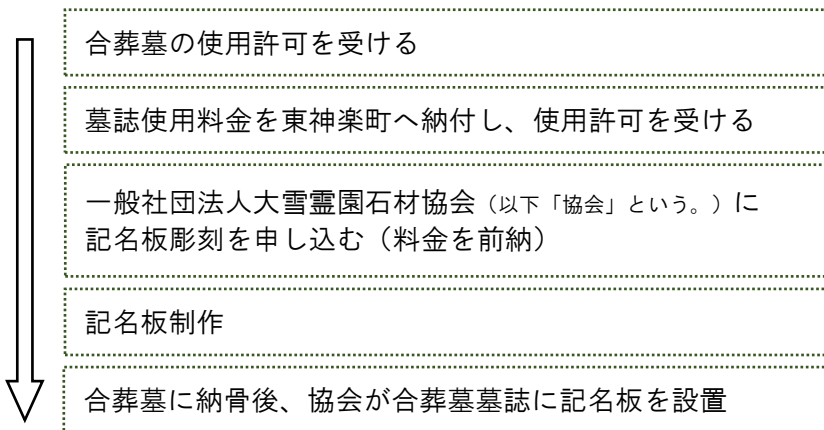 合葬墓の使用許可を受ける
墓誌使用料金を東神楽町へ納付し、使用許可を受ける
一般社団法人大雪霊園石材協会（以下「協会」という。）に
記名板彫刻を申し込む（料金を前納）
記名板制作
合葬墓に納骨後、協会が合葬墓墓誌に記名板を設置